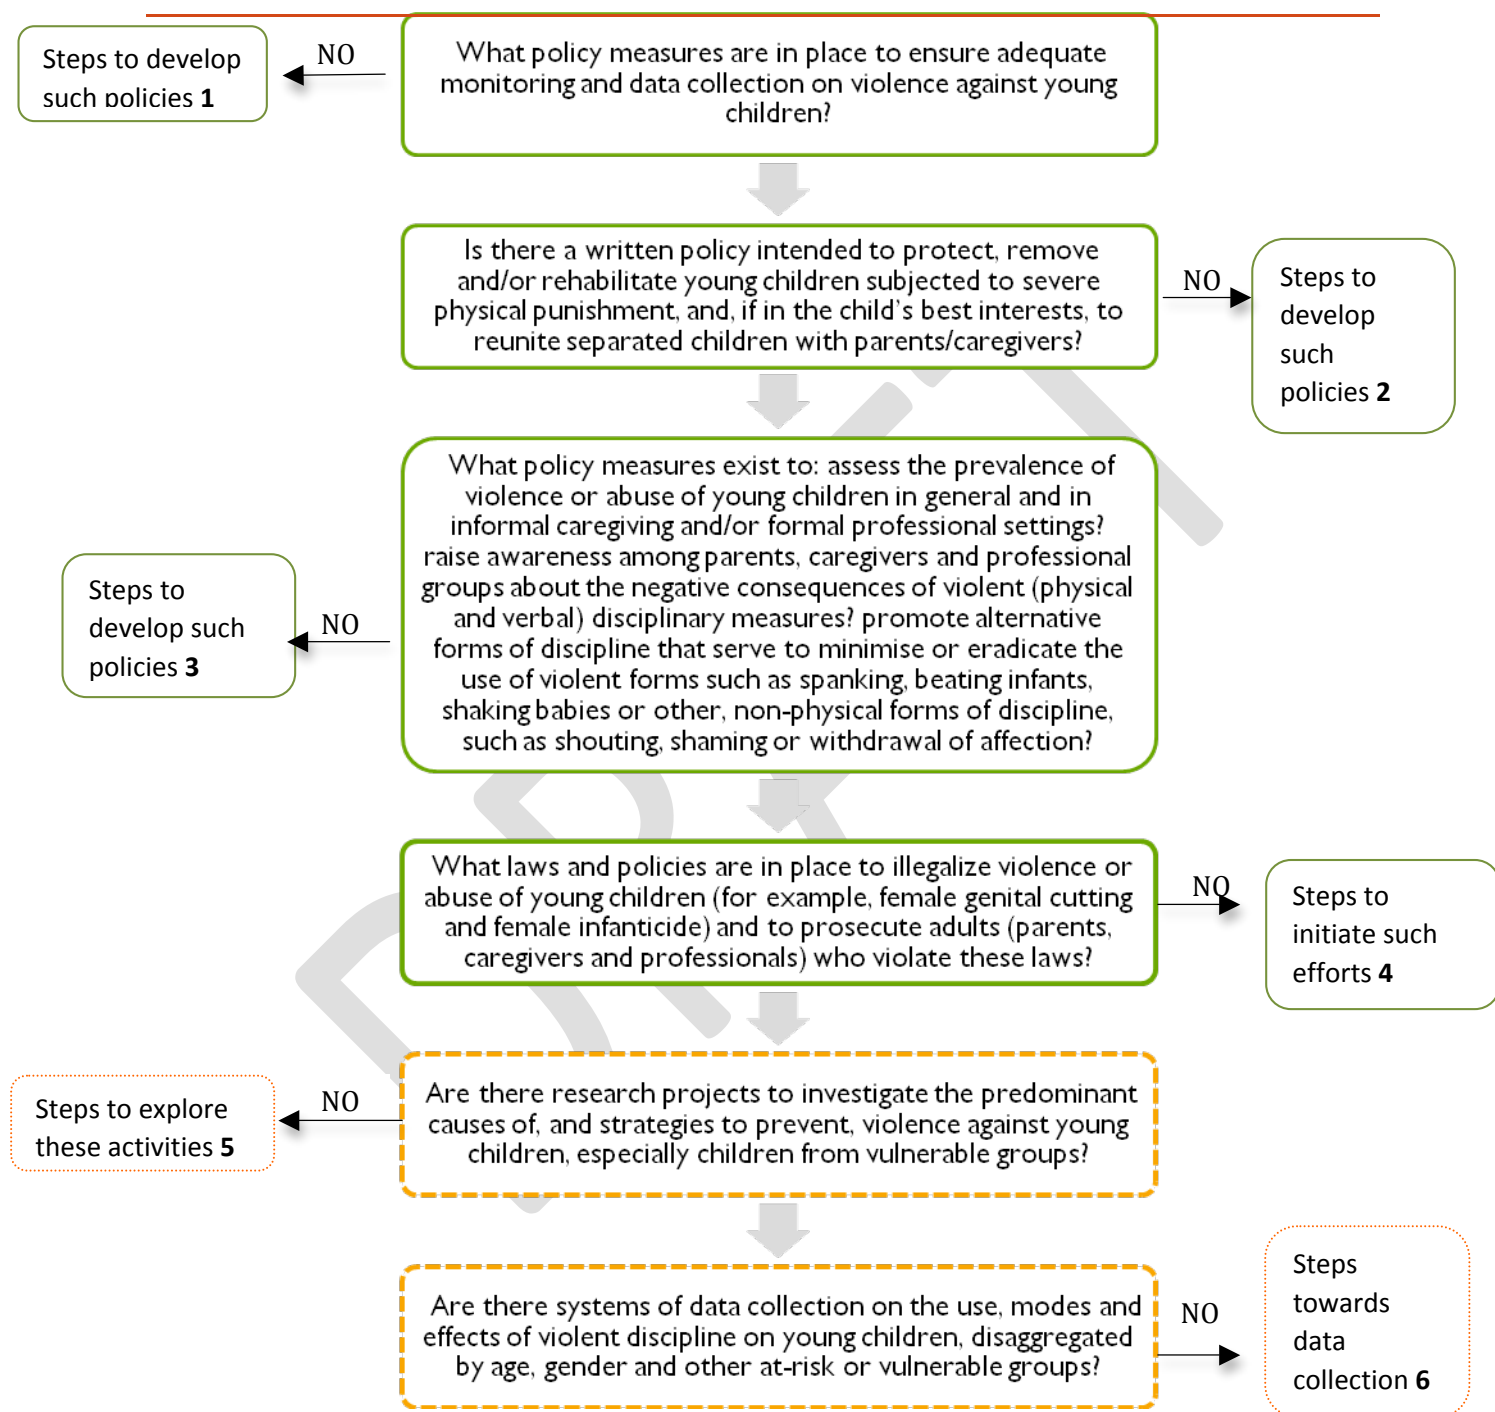 Steps to develop
such policies 1
NO
What policy measures are in place to ensure adequate
monitoring and data collection on violence against young
children?
Is there a written policy intended to protect, remove
and/or rehabilitate young children subjected to severe
physical punishment, and, if in the child's best interests, to
reunite separated children with parents/caregivers?
NO
Steps to
develop
such
policies 2
What policy measures exist to: assess the prevalence of
violence or abuse of young children in general and in
informal caregiving and/or formal professional settings?
raise awareness among parents, caregivers and professional
groups about the negative consequences of violent (physical
and verbal) disciplinary measures? promote alternative
forms of discipline that serve to minimise or eradicate the
use of violent forms such as spanking, beating infants,
shaking babies or other, non-physical forms of discipline,
such as shouting, shaming or withdrawal of affection?
NO
Steps to
develop such
policies 3
What laws and policies are in place to illegalize violence or
abuse of young children (for example, female genital cutting
and female infanticide) and to prosecute adults (parents,
caregivers and professionals) who violate these laws?
NO
Steps to
initiate such
efforts 4
Steps to explore
these activities 5
NO
Are there research projects to investigate the predominant
causes of, and strategies to prevent, violence against young
children, especially children from vulnerable groups?
Are there systems of data collection on the use, modes and
effects of violent discipline on young children, disaggregated
by age, gender and other at-risk or vulnerable groups?
NO
Steps
towards
data
collection 6
DRAFT